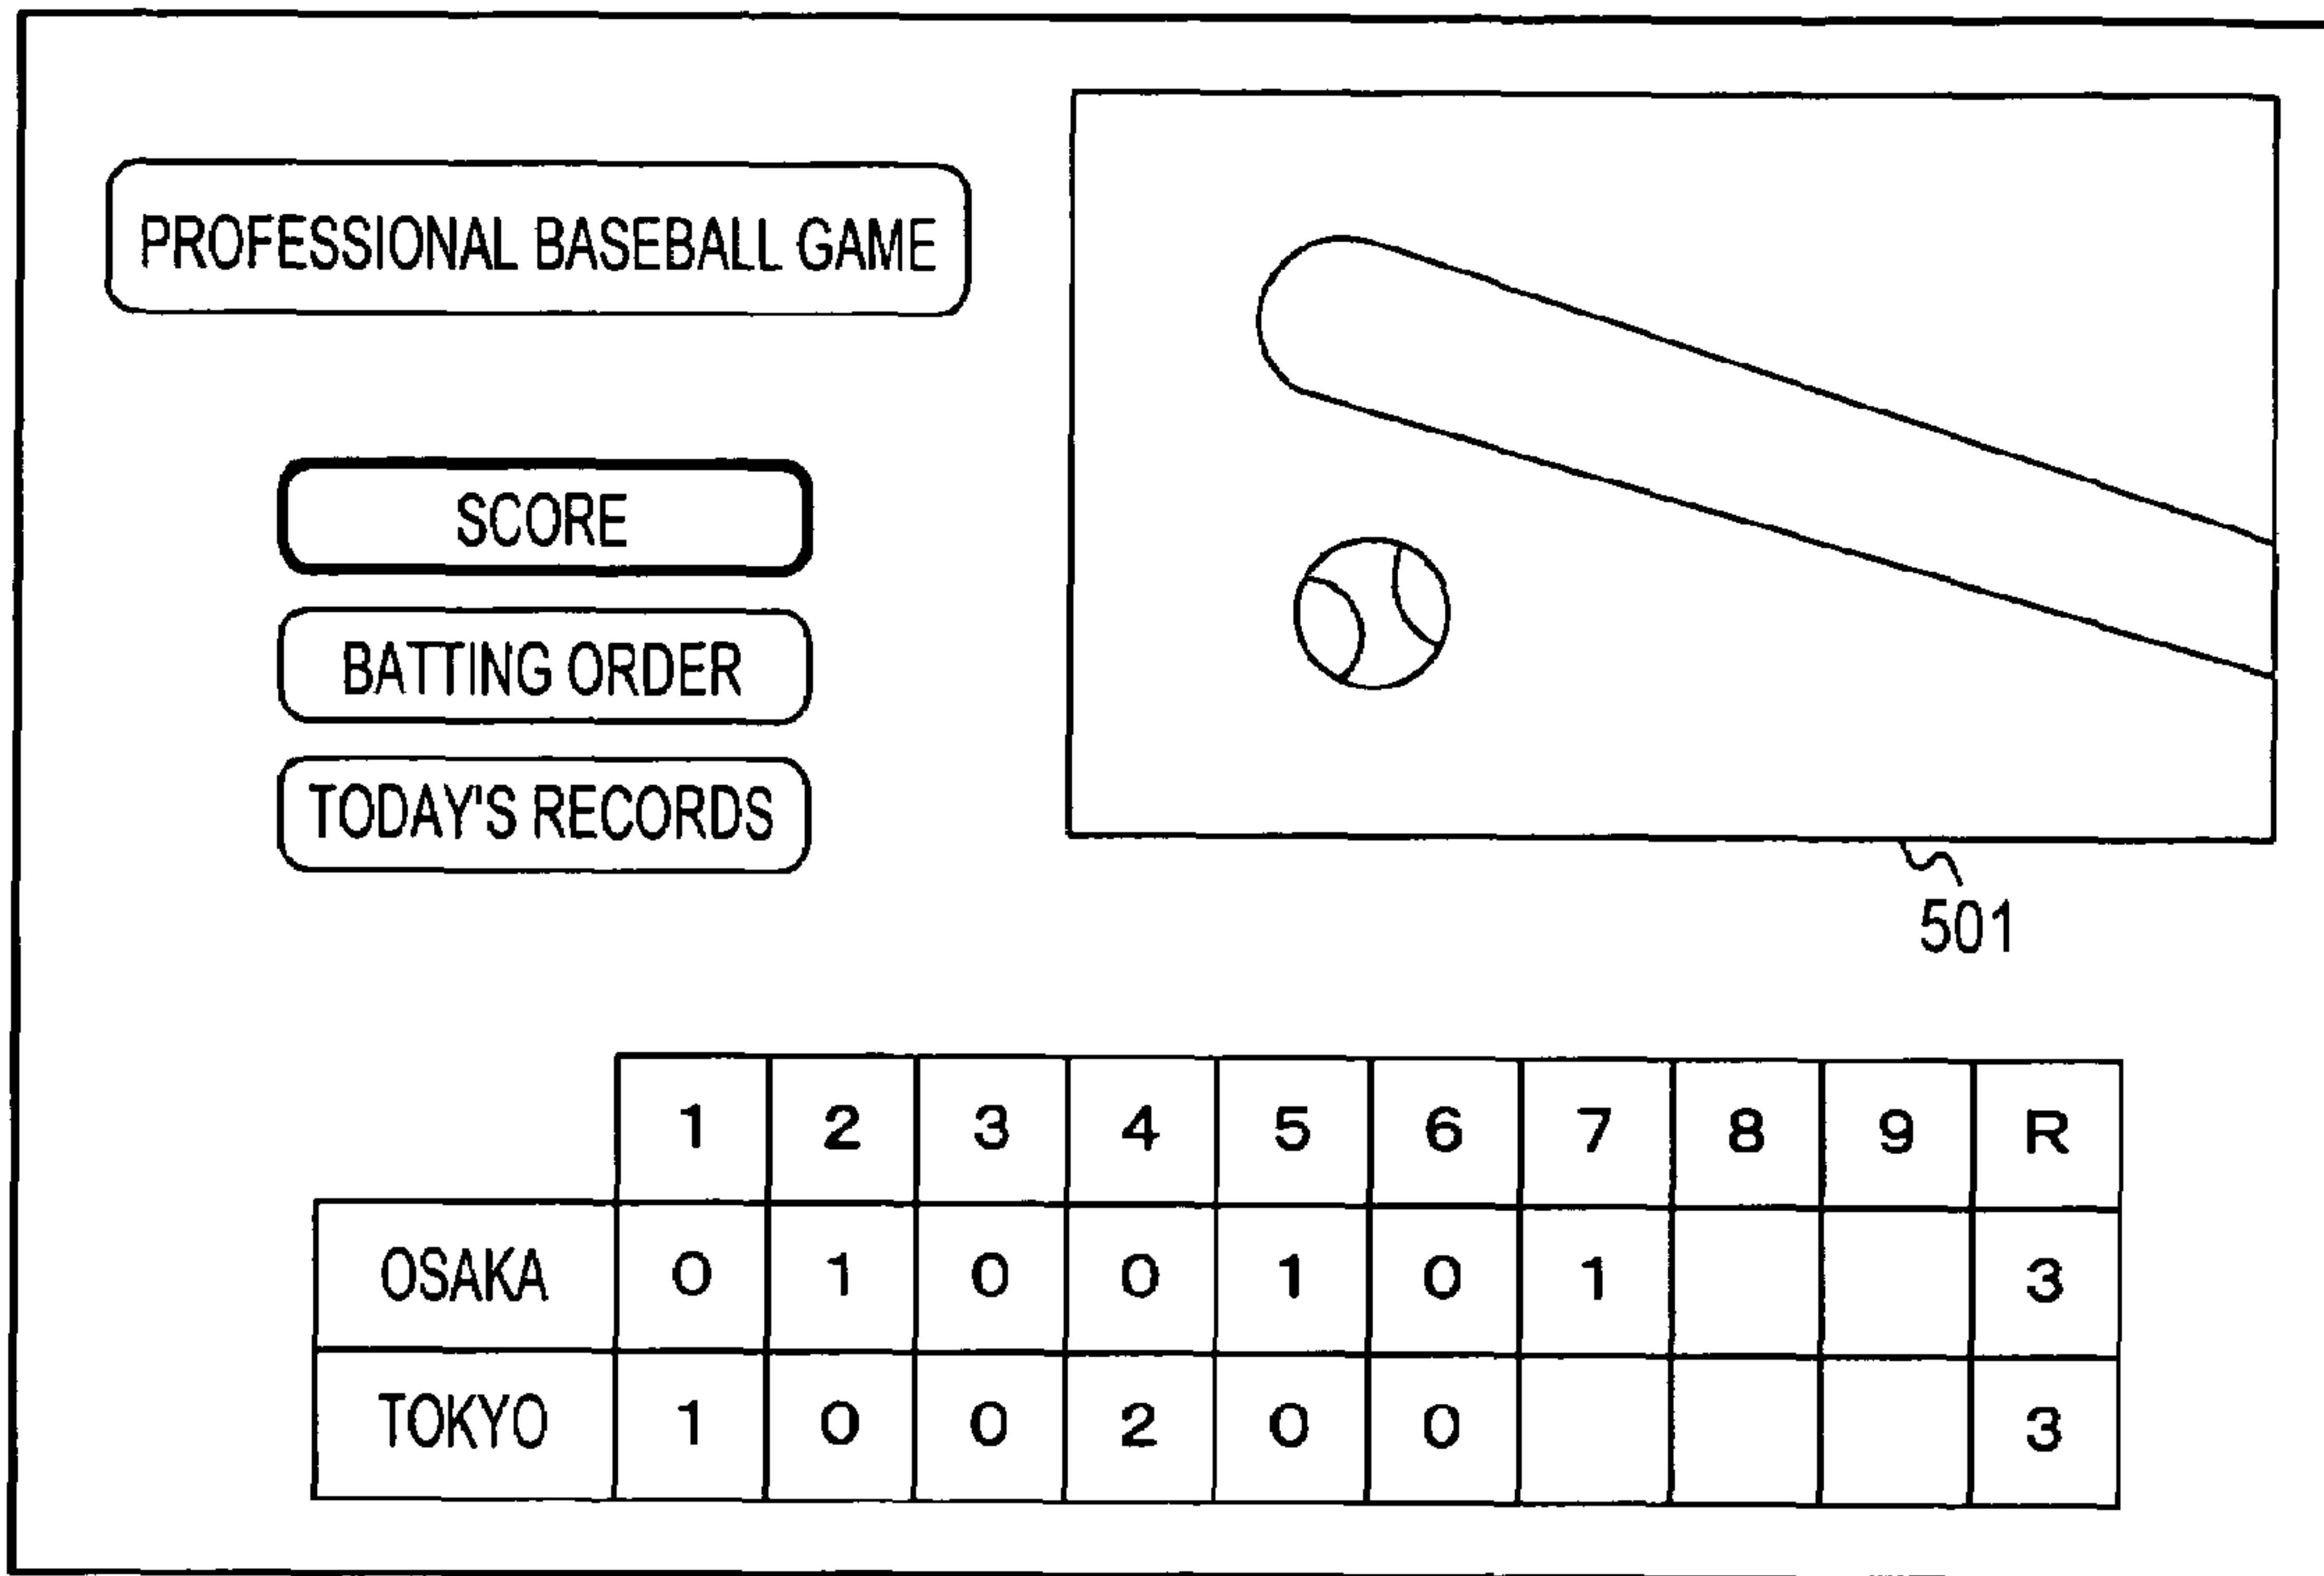 PROFESSIONAL BASEBALL GAME
SCORE
BATTING ORDER
TODAY'S RECORDS
501
1 2 3 4 5 6 7 8 9 R
OSAKA 0 1 0 0 1 0 1 3
TOKYO 1 0 0 2 0 0 3